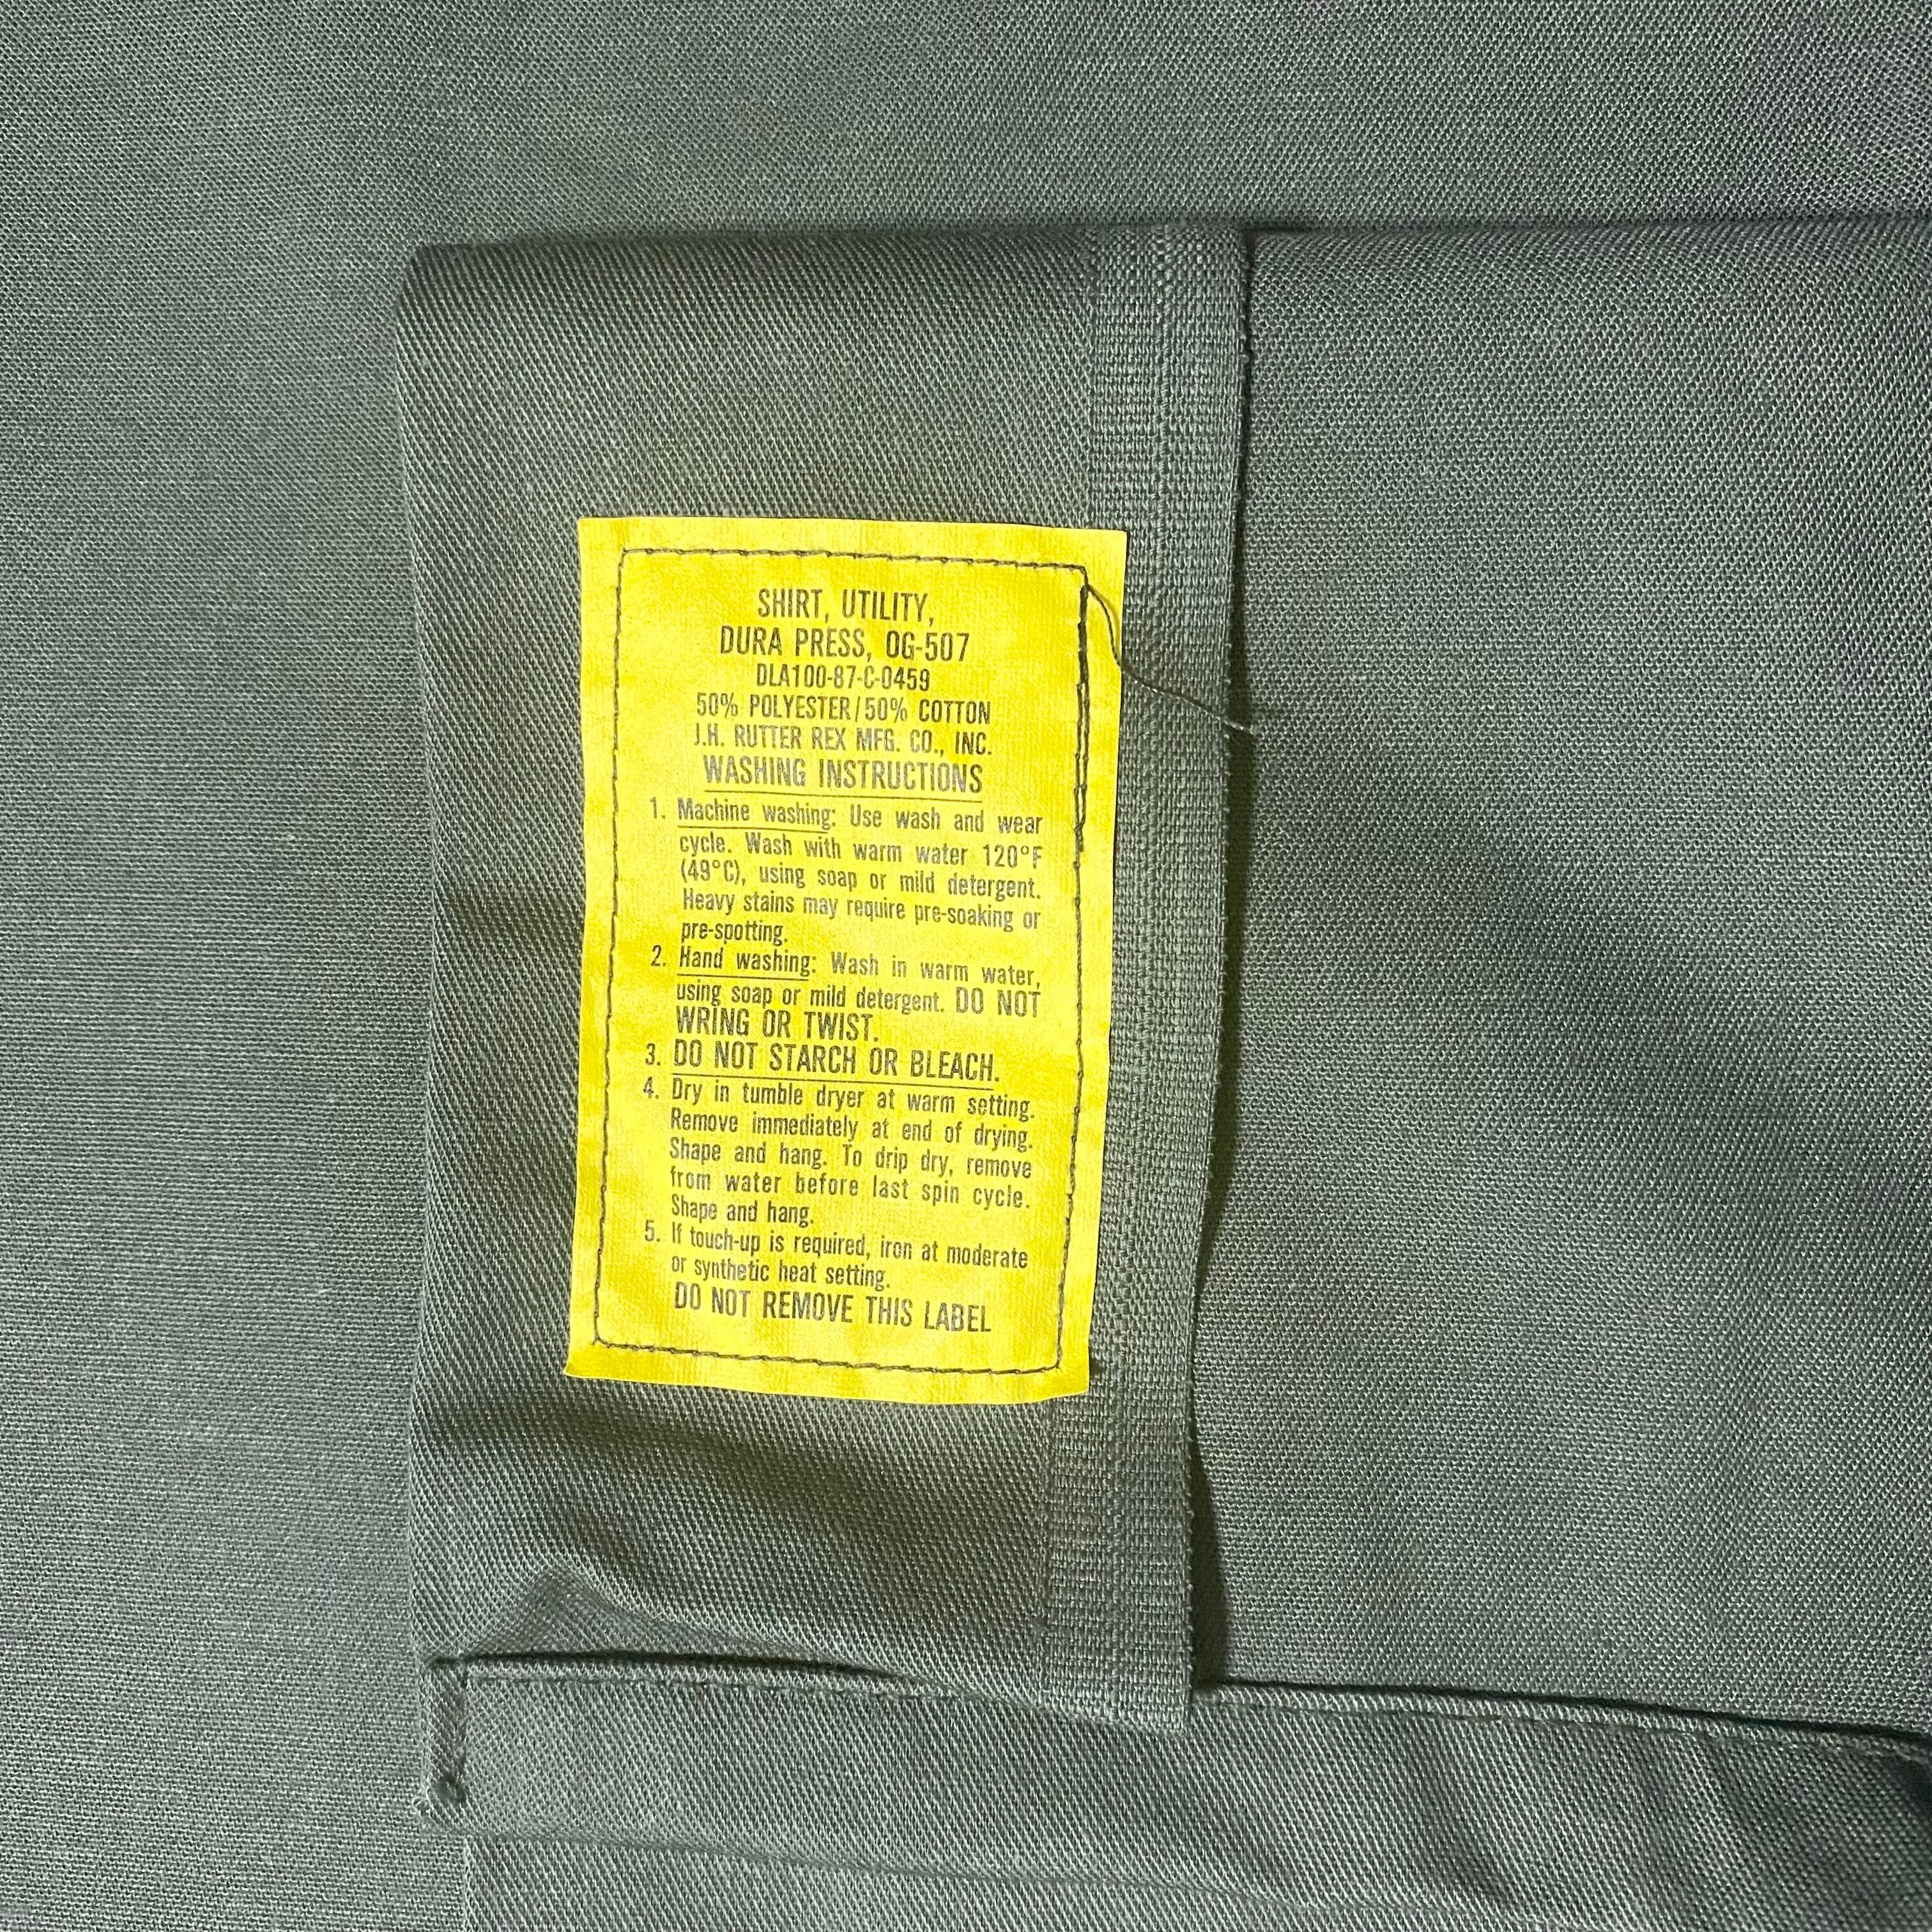 SHIRT, UTILITY,
DURA PRESS, OG-507
DLA100-87-C-0459
50% POLYESTER/50% COTTON
J.H. RUTTER REX MFG. CO., INC.
WASHING INSTRUCTIONS
1. Machine washing: Use wash and wear
cycle. Wash with warm water 120°F
(49°C), using soap or mild detergent.
Heavy stains may require pre-soaking or
pre-spotting.
2. Hand washing: Wash in warm water,
using soap or mild detergent. DO NOT
WRING OR TWIST.
3. DO NOT STARCH OR BLEACH.
4. Dry in tumble dryer at warm setting.
Remove immediately at end of drying.
Shape and hang. To drip dry, remove
from water before last spin cycle.
Shape and hang.
5. If touch-up is required, iron at moderate
or synthetic heat setting.
DO NOT REMOVE THIS LABEL